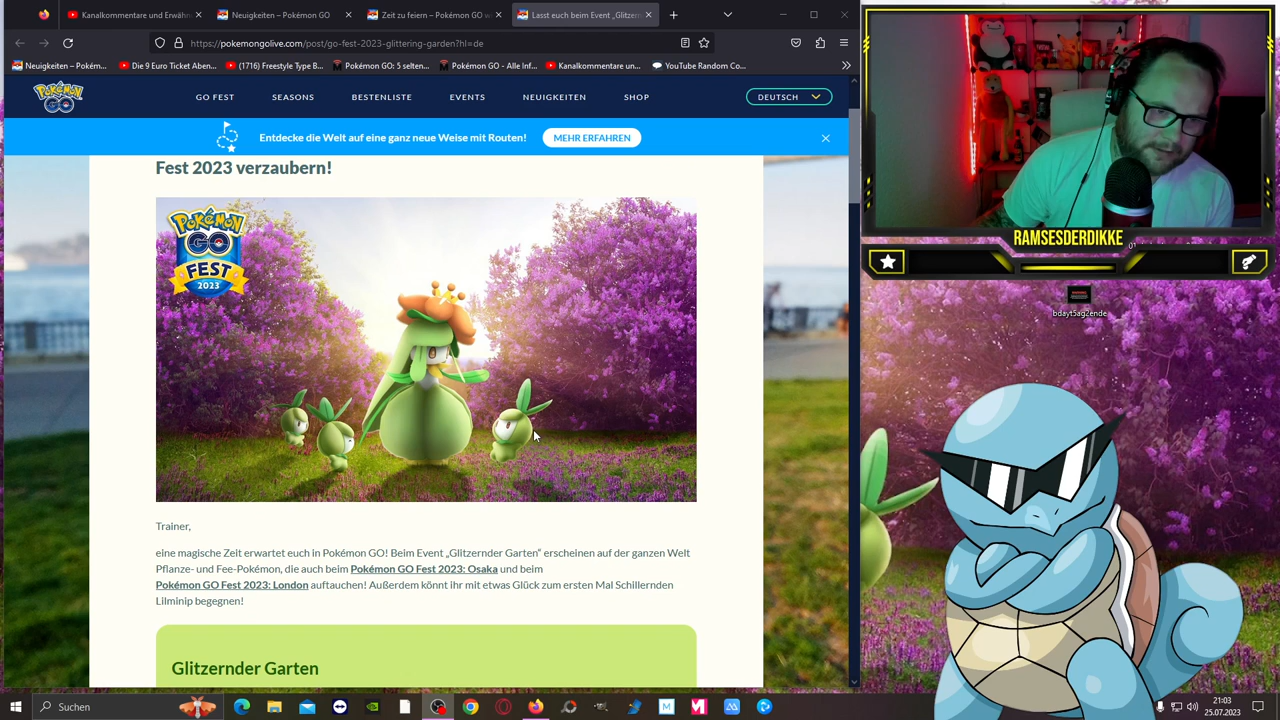 Kanalkommentare und Erwähn
Neuigkeiten – Pokémon GO
Zeit zu feiern – Pokémon GO w
Lasst euch beim Event „Glitzern
https://pokemongolive.com/post/go-fest-2023-glittering-garden?hl=de
Neuigkeiten – Pokém...
Die 9 Euro Ticket Aben...
(1716) Freestyle Type B...
Pokémon GO: 5 selten...
Pokémon GO - Alle Inf...
Kanalkommentare un...
YouTube Random Co...
Pokémon GO
GO FEST
SEASONS
BESTENLISTE
EVENTS
NEUIGKEITEN
SHOP
DEUTSCH
Entdecke die Welt auf eine ganz neue Weise mit Routen!
MEHR ERFAHREN
Fest 2023 verzaubern!
Pokémon GO
FEST
2023
Trainer,
eine magische Zeit erwartet euch in Pokémon GO! Beim Event „Glitzernder Garten“ erscheinen auf der ganzen Welt
Pflanze- und Fee-Pokémon, die auch beim Pokémon GO Fest 2023: Osaka und beim
Pokémon GO Fest 2023: London auftauchen! Außerdem könnt ihr mit etwas Glück zum ersten Mal Schillernden
Lilminip begegnen!
Glitzernder Garten
RAMSESDERDIKKE
01
bdayt5ag2ende
Suchen
21:03
25.07.2023